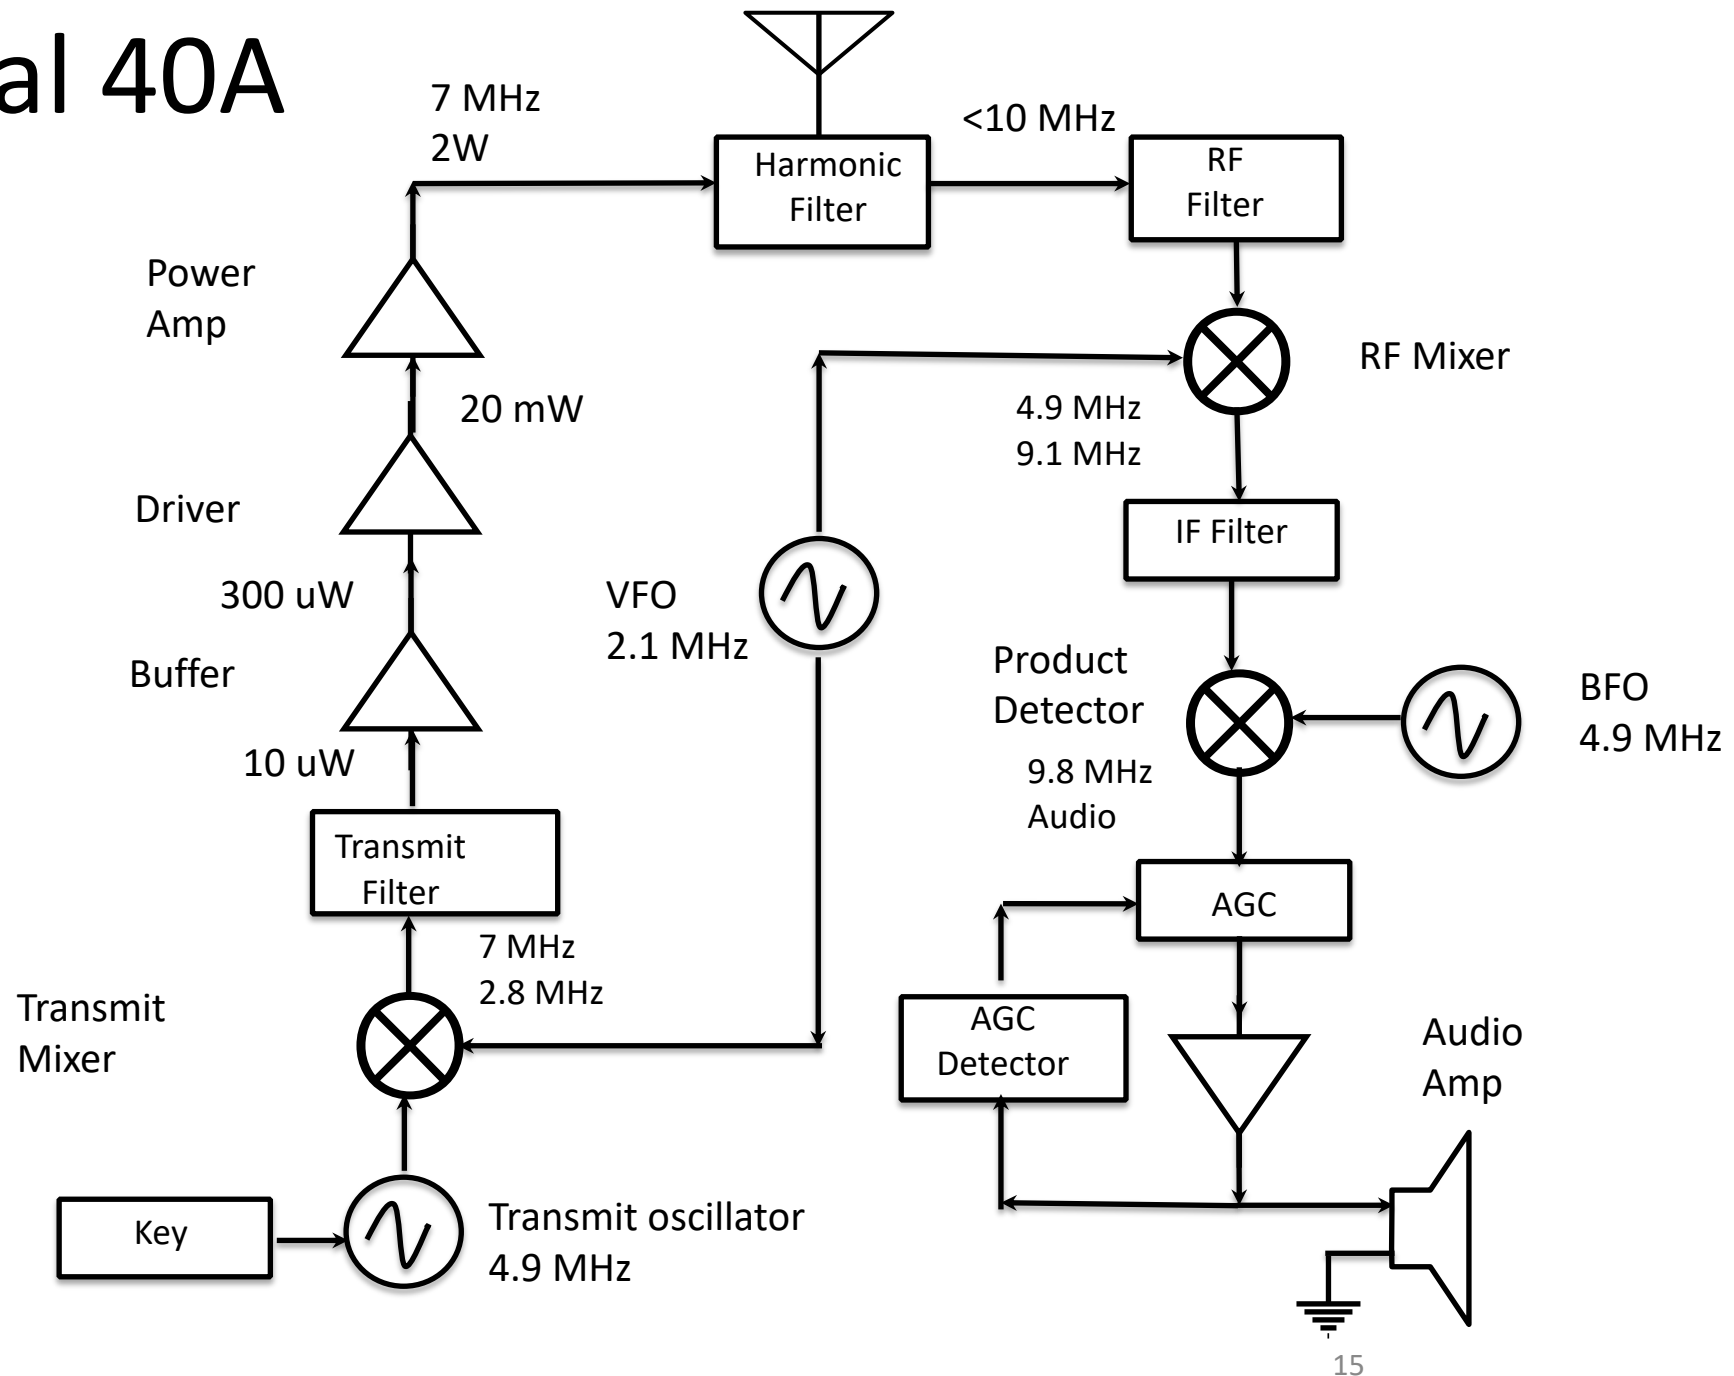 al 40A
7 MHz
2W
<10 MHz
Harmonic
Filter
RF
Filter
Power
Amp
RF Mixer
20 mW
4.9 MHz
9.1 MHz
Driver
IF Filter
300 uW
VFO
2.1 MHz
Buffer
Product
Detector
BFO
4.9 MHz
10 uW
9.8 MHz
Audio
Transmit
Filter
AGC
7 MHz
2.8 MHz
Transmit
Mixer
AGC
Detector
Audio
Amp
Key
Transmit oscillator
4.9 MHz
15